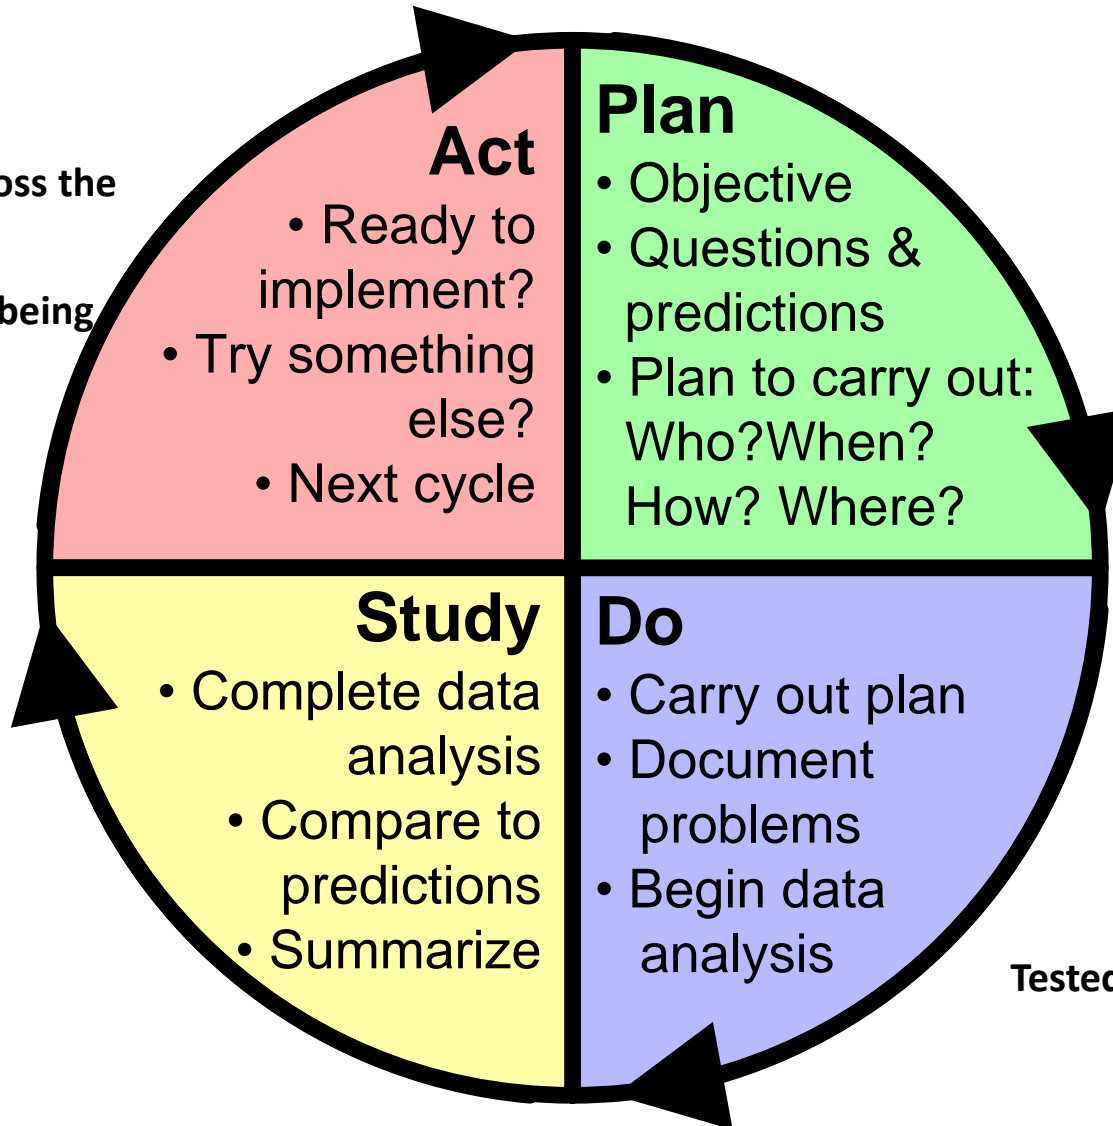 Plan
• Objective
• Questions &
predictions
• Plan to carry out:
Who?When?
How? Where?
Do
• Carry out plan
• Document
problems
• Begin data
analysis
Study
• Complete data
analysis
• Compare to
predictions
• Summarize
Act
• Ready to
implement?
• Try something
else?
• Next cycle
the
being
Tested